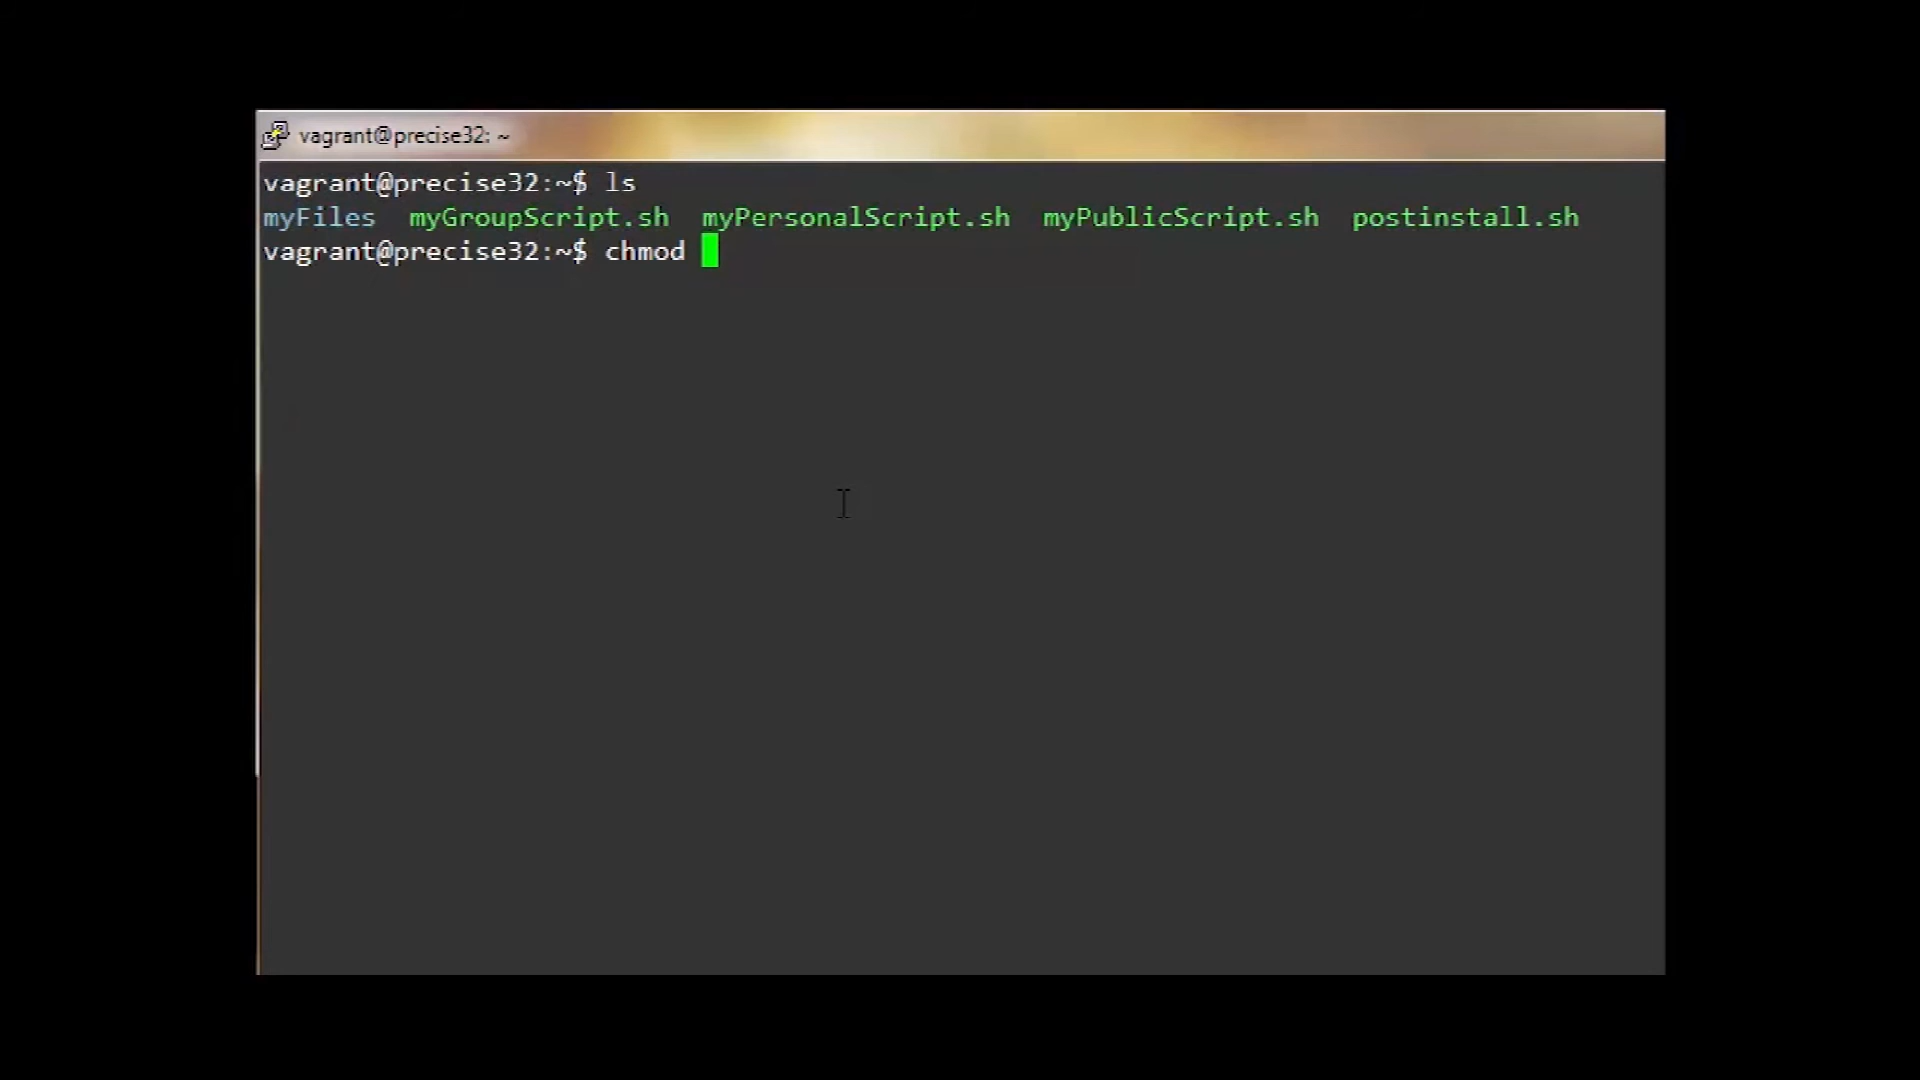 vagrant@precise32: ~
vagrant@precise32:~$ ls
myFiles  myGroupScript.sh  myPersonalScript.sh  myPublicScript.sh  postinstall.sh
vagrant@precise32:~$ chmod